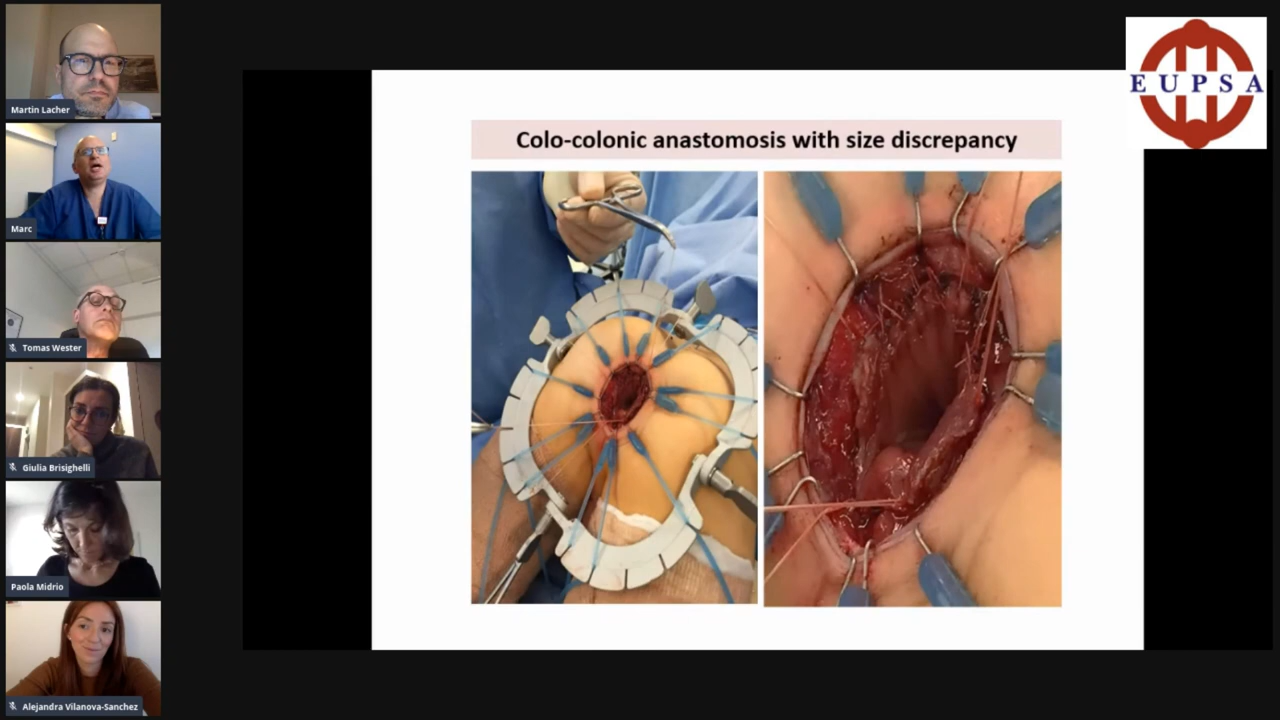 Martin Lacher
Marc
Tomas Wester
Giulia Brisighelli
Paola Midrio
Alejandra Vilanova-Sanchez
Colo-colonic anastomosis with size discrepancy
EUPSA